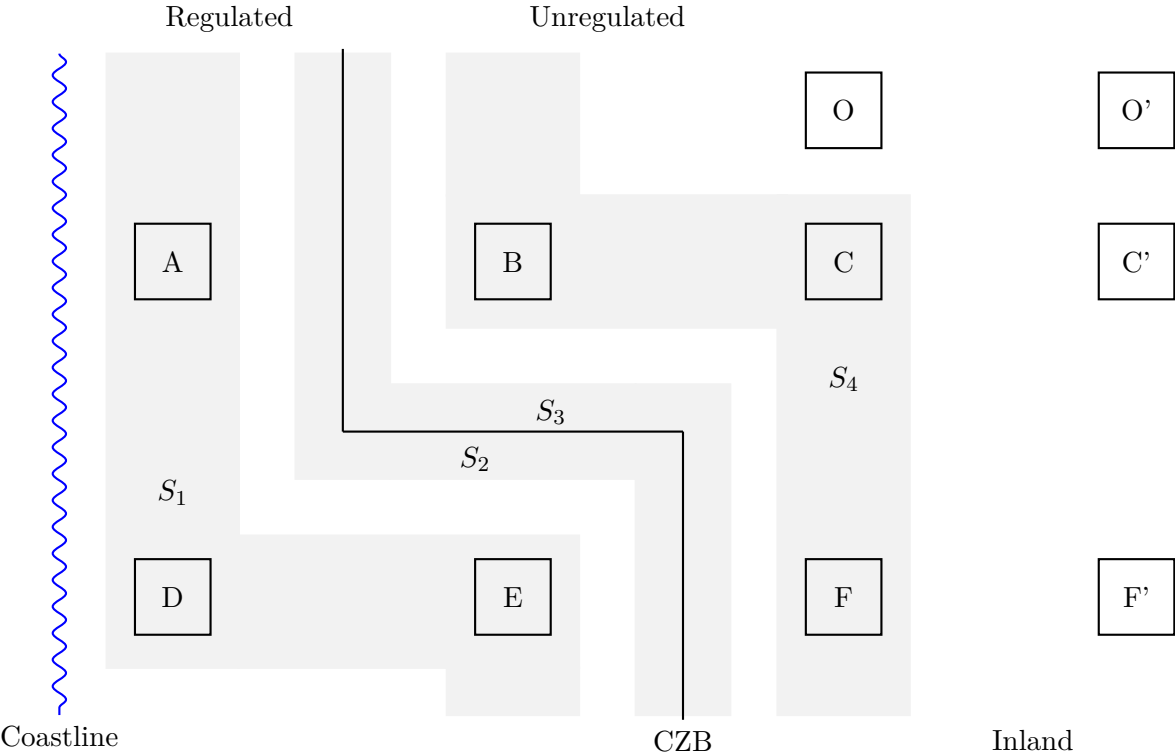 Regulated
Unregulated
O
O'
A
B
C
C'
S4
S3
S2
S1
D
E
F
F'
Coastline
CZB
Inland